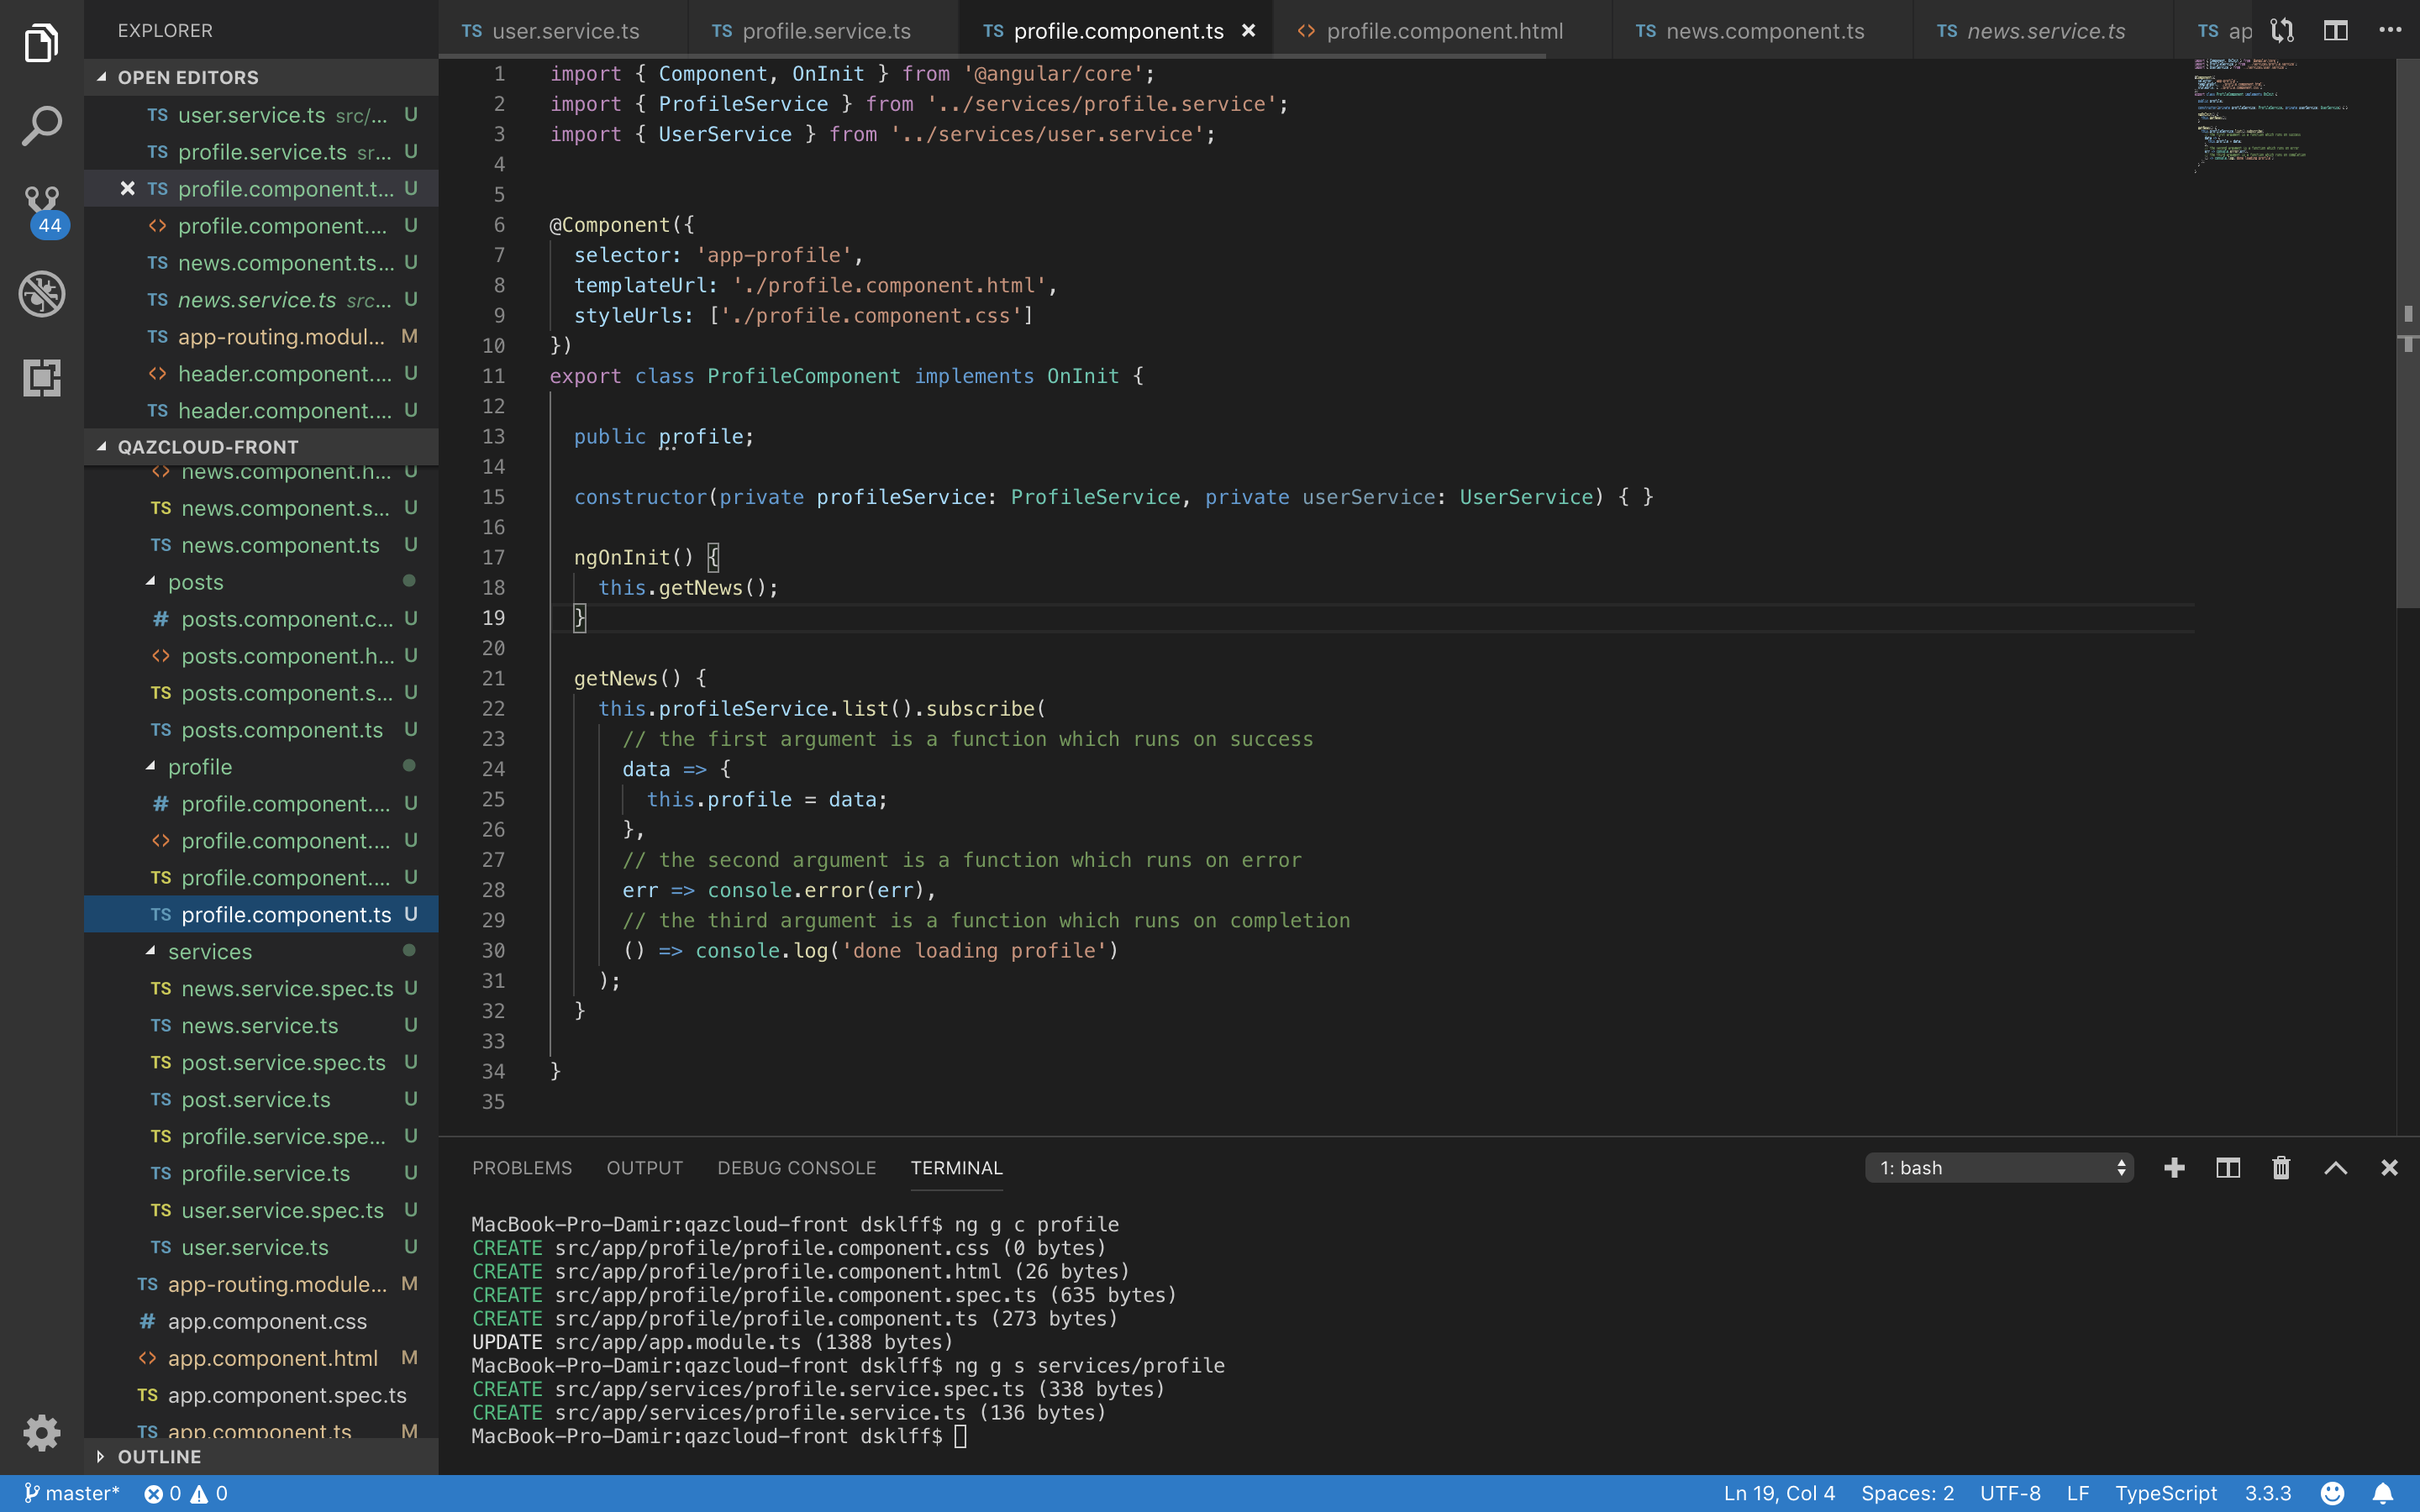 EXPLORER
OPEN EDITORS
TS user.service.ts src/... U
TS profile.service.ts sr... U
TS profile.component.t... U
<> profile.component.... U
TS news.component.ts... U
TS news.service.ts src... U
TS app-routing.modul... M
<> header.component.... U
TS header.component.... U
QAZCLOUD-FRONT
<> news.component.h... U
TS news.component.s... U
TS news.component.ts U
posts
# posts.component.c... U
<> posts.component.h... U
TS posts.component.s... U
TS posts.component.ts U
profile
# profile.component.... U
<> profile.component.... U
TS profile.component.... U
TS profile.component.ts U
services
TS news.service.spec.ts U
TS news.service.ts U
TS post.service.spec.ts U
TS post.service.ts U
TS profile.service.spe... U
TS profile.service.ts U
TS user.service.spec.ts U
TS user.service.ts U
TS app-routing.module... M
# app.component.css
<> app.component.html M
TS app.component.spec.ts
TS app.component.ts M
OUTLINE
44
TS user.service.ts TS profile.service.ts TS profile.component.ts <> profile.component.html TS news.component.ts TS news.service.ts TS ap
1 import { Component, OnInit } from '@angular/core';
2 import { ProfileService } from '../services/profile.service';
3 import { UserService } from '../services/user.service';
4
5
6 @Component({
7 selector: 'app-profile',
8 templateUrl: './profile.component.html',
9 styleUrls: ['./profile.component.css']
10 })
11 export class ProfileComponent implements OnInit {
12
13 public profile;
14
15 constructor(private profileService: ProfileService, private userService: UserService) { }
16
17 ngOnInit() {
18 this.getNews();
19 }
20
21 getNews() {
22 this.profileService.list().subscribe(
23 // the first argument is a function which runs on success
24 data => {
25 this.profile = data;
26 },
27 // the second argument is a function which runs on error
28 err => console.error(err),
29 // the third argument is a function which runs on completion
30 () => console.log('done loading profile')
31 );
32 }
33
34 }
35
PROBLEMS OUTPUT DEBUG CONSOLE TERMINAL 1: bash
MacBook-Pro-Damir:qazcloud-front dsklff$ ng g c profile
CREATE src/app/profile/profile.component.css (0 bytes)
CREATE src/app/profile/profile.component.html (26 bytes)
CREATE src/app/profile/profile.component.spec.ts (635 bytes)
CREATE src/app/profile/profile.component.ts (273 bytes)
UPDATE src/app/app.module.ts (1388 bytes)
MacBook-Pro-Damir:qazcloud-front dsklff$ ng g s services/profile
CREATE src/app/services/profile.service.spec.ts (338 bytes)
CREATE src/app/services/profile.service.ts (136 bytes)
MacBook-Pro-Damir:qazcloud-front dsklff$
master* 0 0 Ln 19, Col 4 Spaces: 2 UTF-8 LF TypeScript 3.3.3